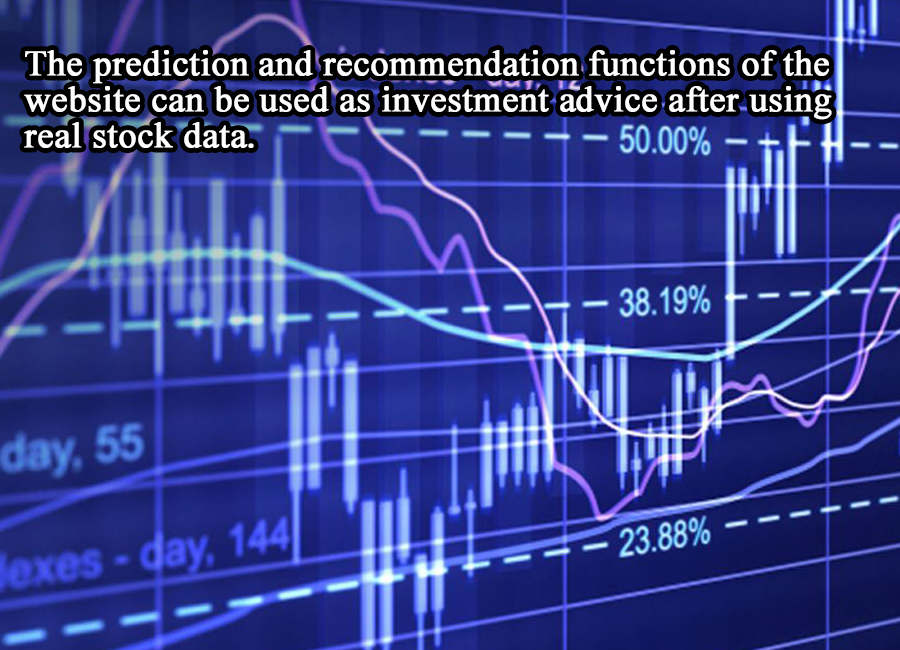 The prediction and recommendation functions of the
website can be used as investment advice after using
real stock data.
50.00%
38.19%
day, 55
day, 144
23.88%